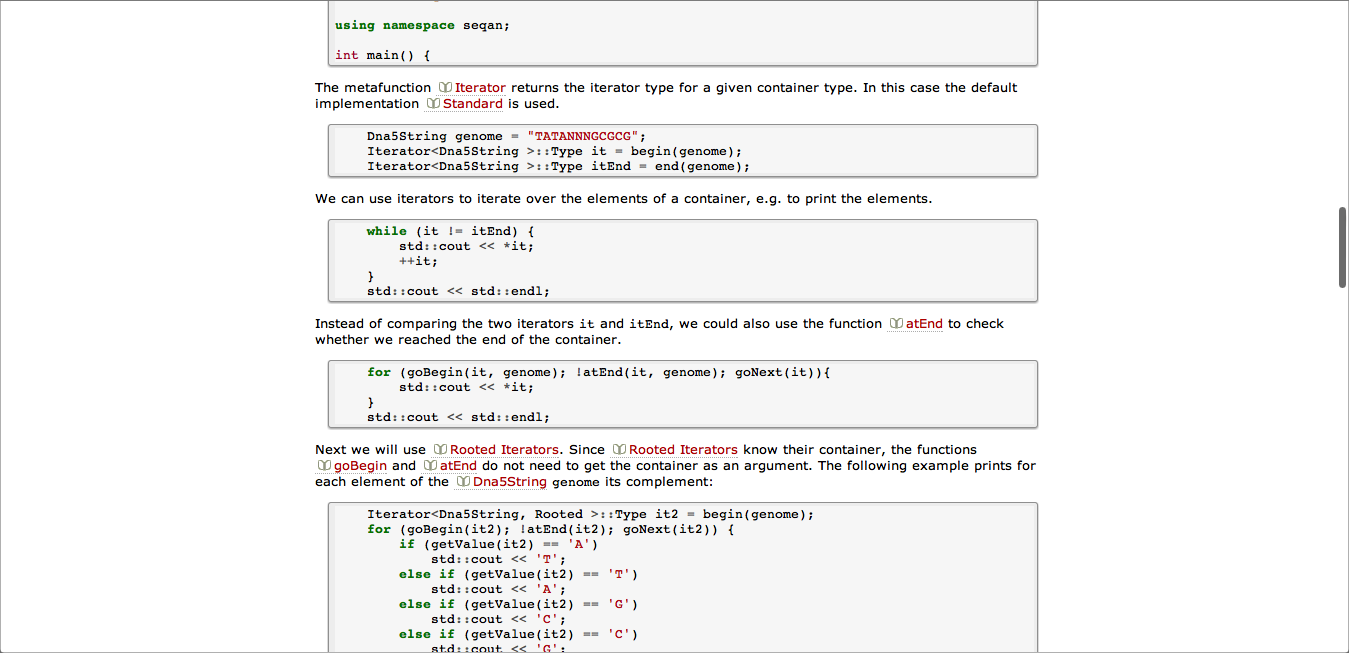 using namespace seqan;
int main() {
The metafunction Iterator returns the iterator type for a given container type. In this case the default
implementation Standard is used.
Dna5String genome = "TATANNNGCGCG";
Iterator<Dna5String >::Type it = begin(genome);
Iterator<Dna5String >::Type itEnd = end(genome);
We can use iterators to iterate over the elements of a container, e.g. to print the elements.
while (it != itEnd) {
std::cout << *it;
++it;
}
std::cout << std::endl;
Instead of comparing the two iterators it and itEnd, we could also use the function atEnd to check
whether we reached the end of the container.
for (goBegin(it, genome); !atEnd(it, genome); goNext(it)){
std::cout << *it;
}
std::cout << std::endl;
Next we will use Rooted Iterators. Since Rooted Iterators know their container, the functions
goBegin and atEnd do not need to get the container as an argument. The following example prints for
each element of the Dna5String genome its complement:
Iterator<Dna5String, Rooted >::Type it2 = begin(genome);
for (goBegin(it2); !atEnd(it2); goNext(it2)) {
if (getValue(it2) == 'A')
std::cout << 'T';
else if (getValue(it2) == 'T')
std::cout << 'A';
else if (getValue(it2) == 'G')
std::cout << 'C';
else if (getValue(it2) == 'C')
std::cout << 'G';